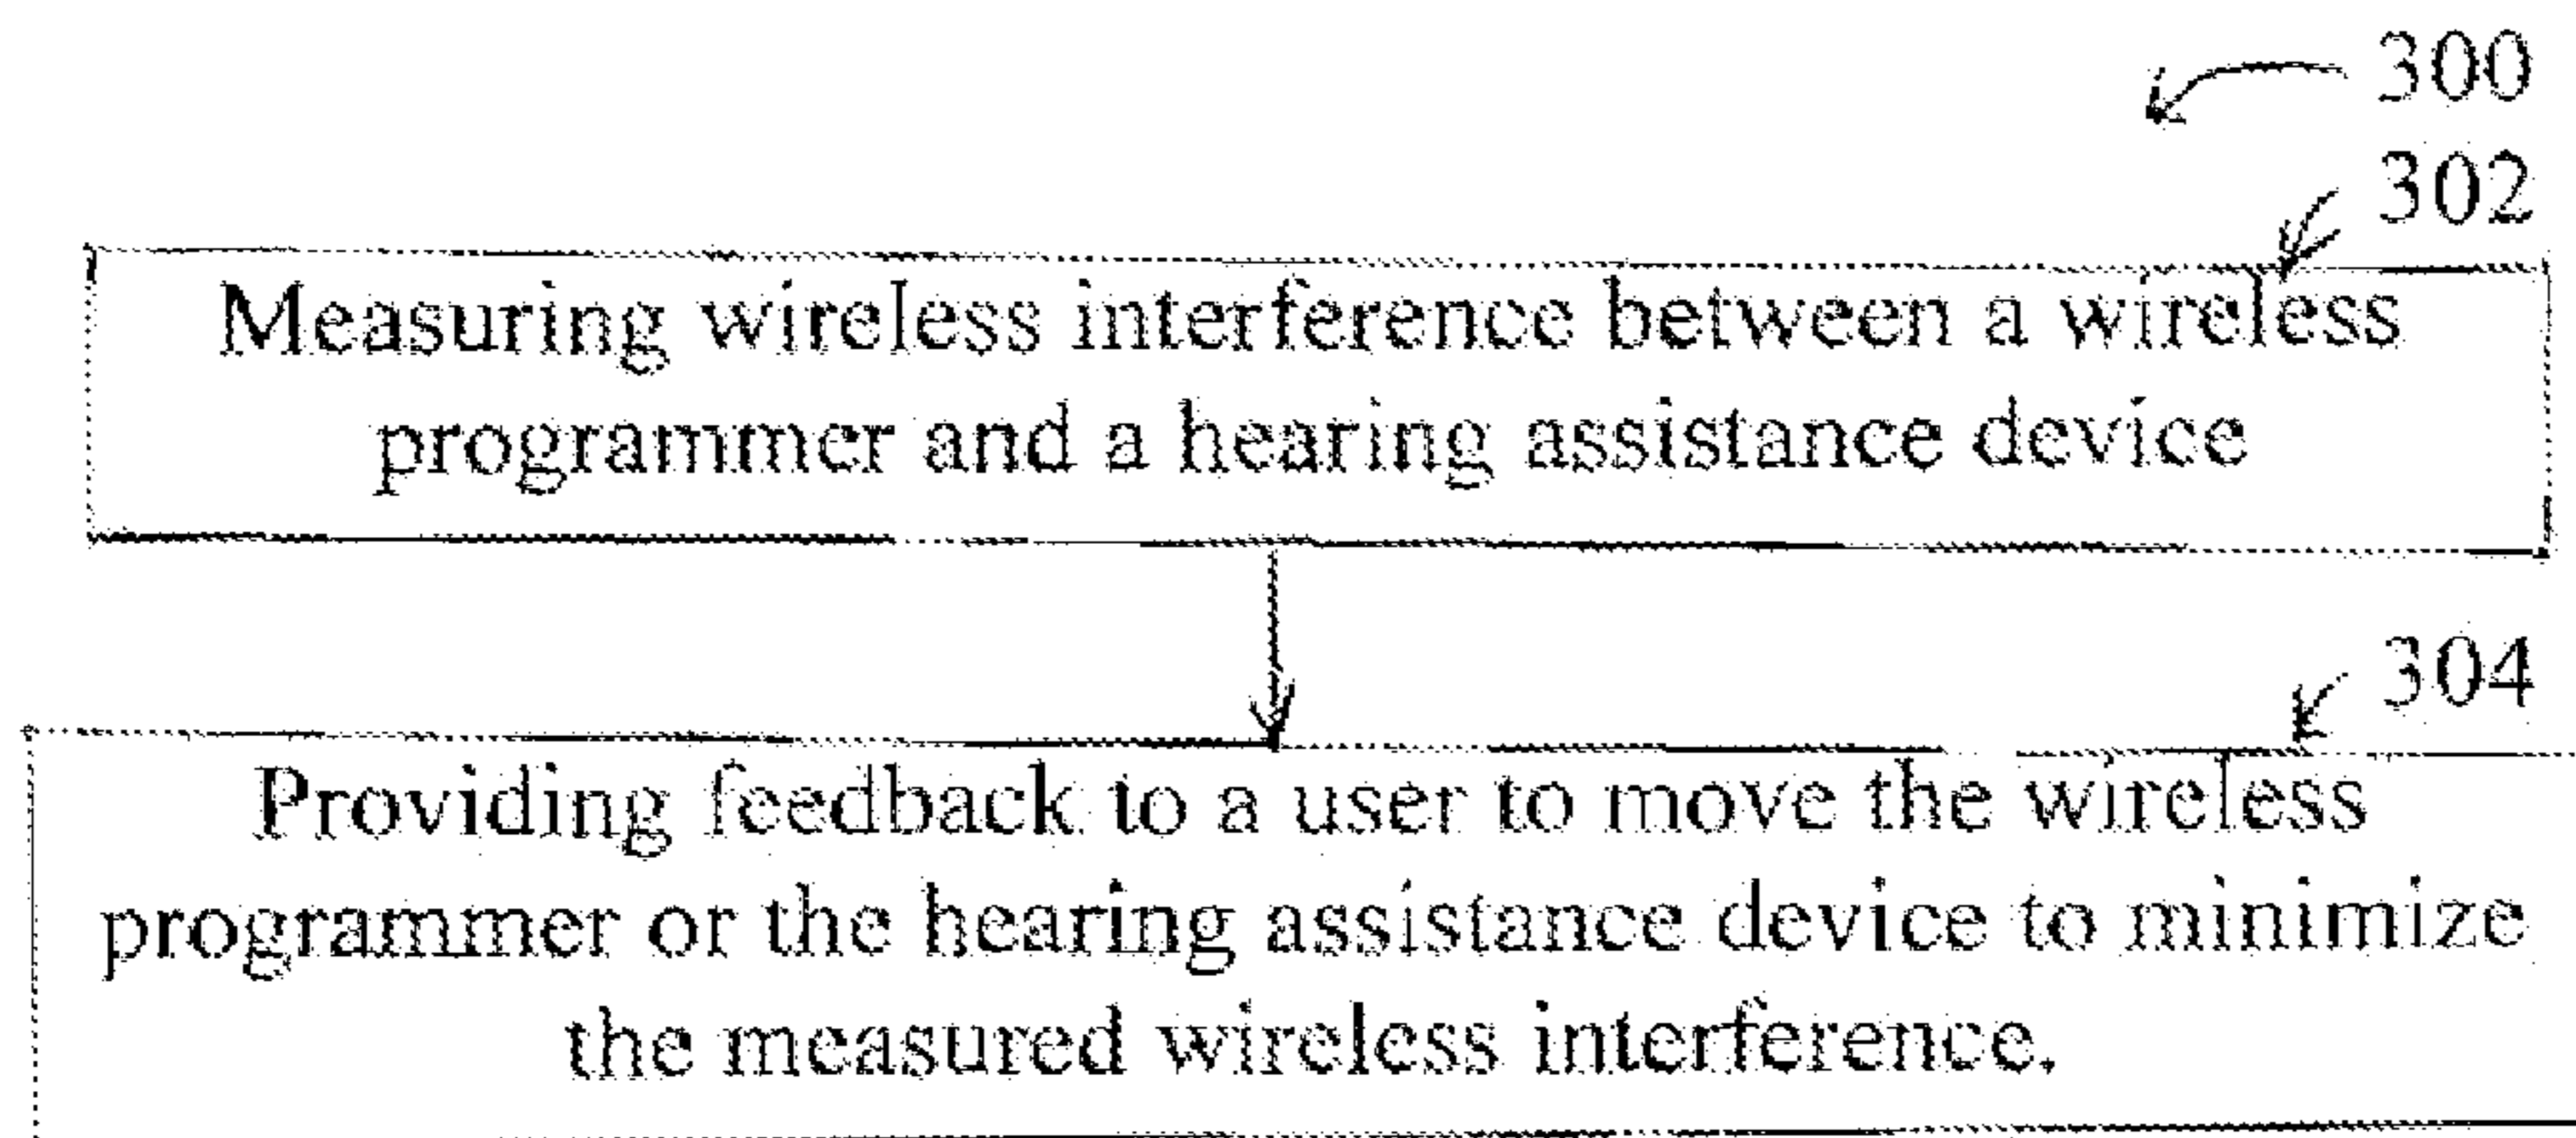 300
302
Measuring wireless interference between a wireless
programmer and a hearing assistance device
304
Providing feedback to a user to move the wireless
programmer or the hearing assistance device to minimize
the measured wireless interference.